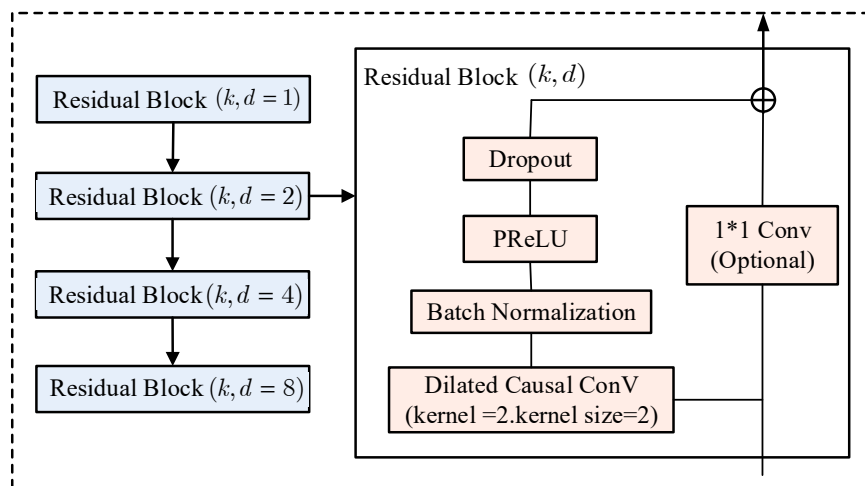 Residual Block (k, d = 1)
Residual Block (k, d = 2)
Residual Block (k, d = 4)
Residual Block (k, d = 8)
Residual Block (k, d)
Dropout
PReLU
Batch Normalization
Dilated Causal ConV
(kernel =2.kernel size=2)
1*1 Conv
(Optional)